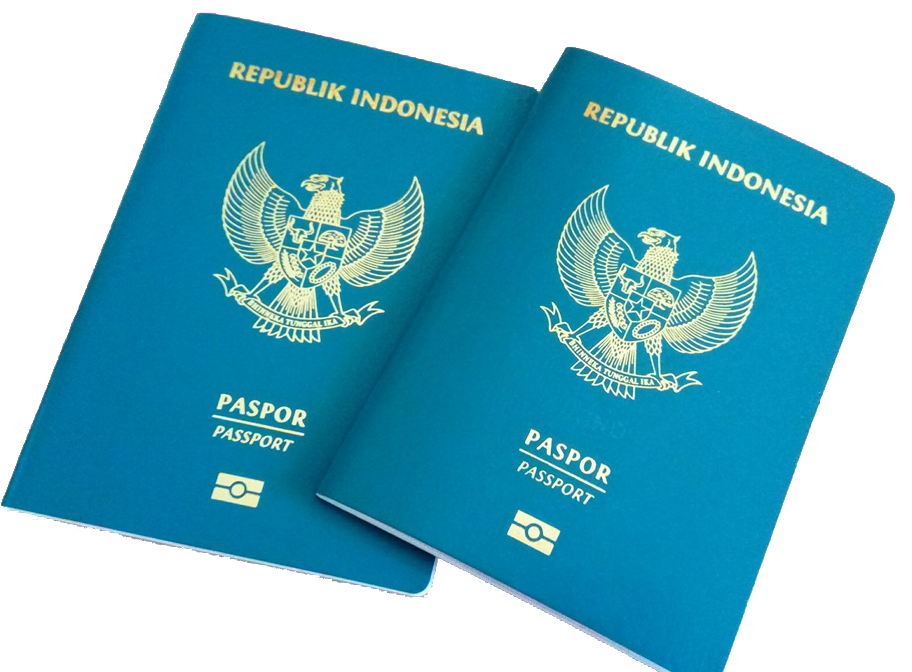 REPUBLIK INDONESIA
BHINNEKA TUNGGAL IKA
PASPOR
PASSPORT
REPUBLIK INDONESIA
BHINNEKA TUNGGAL IKA
PASPOR
PASSPORT